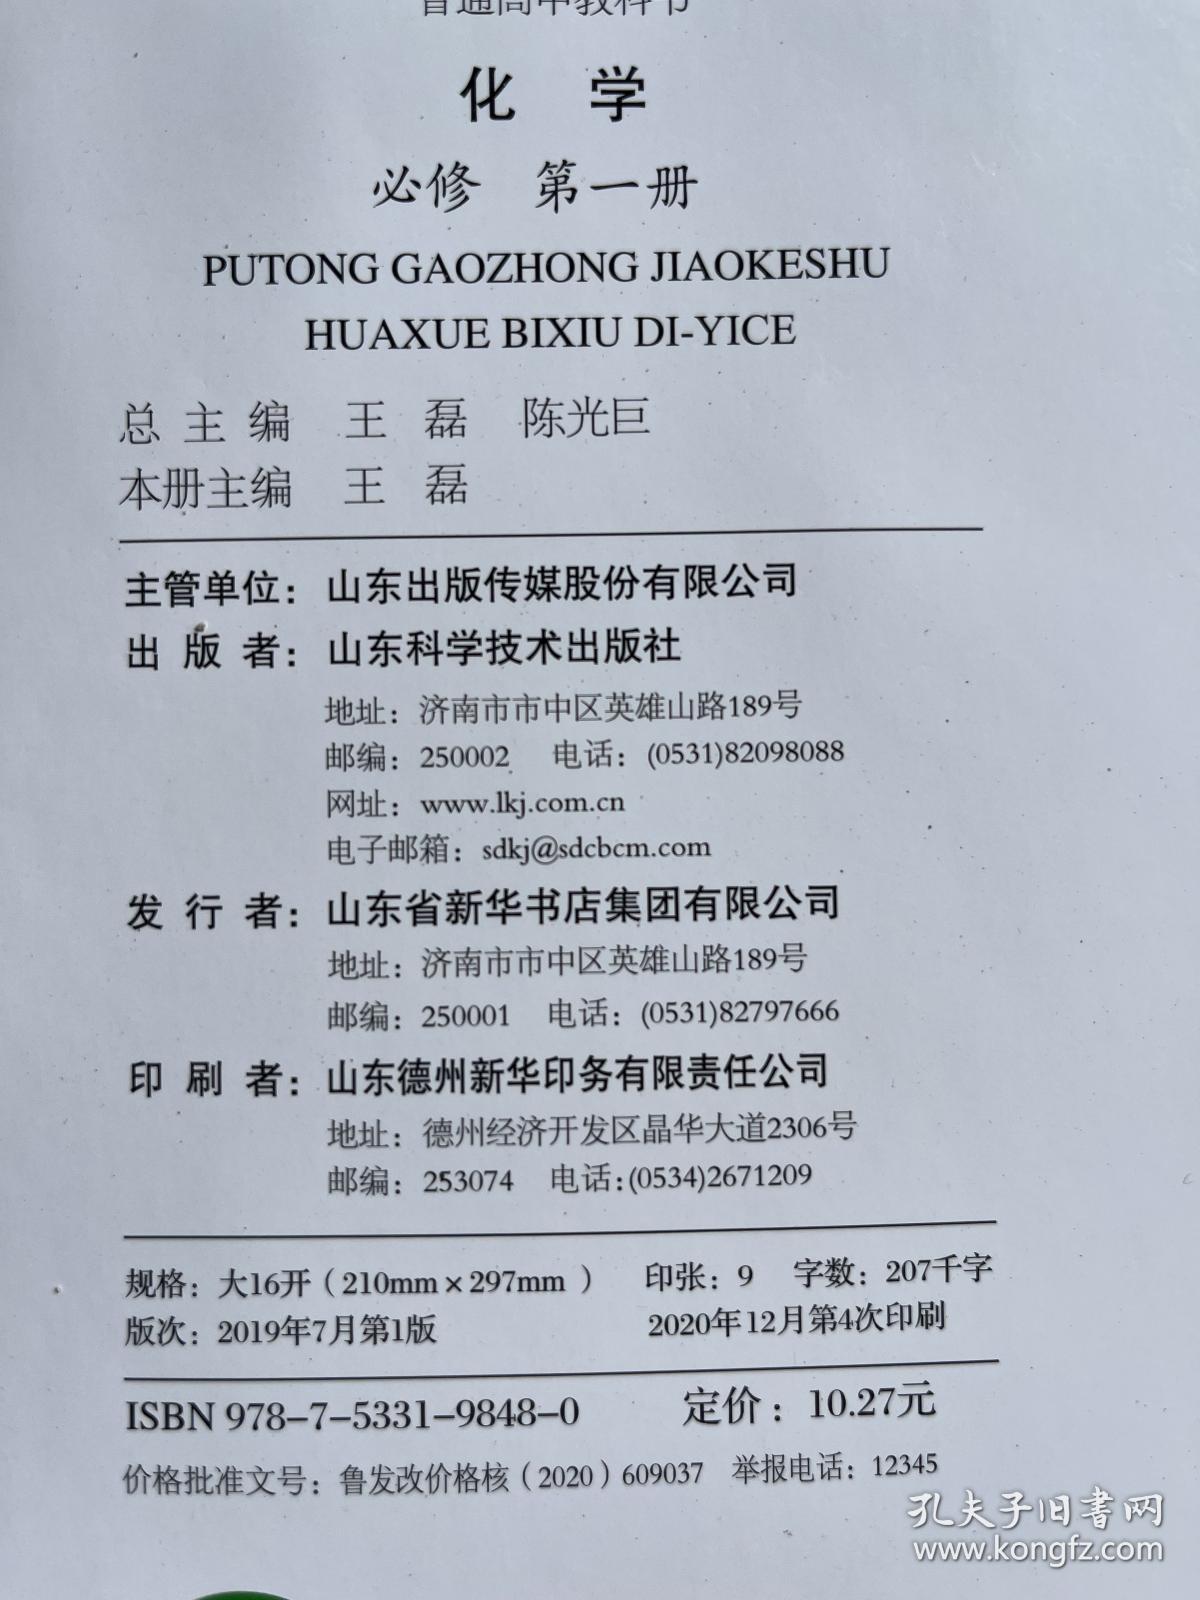 普通高中教科书
化 学
必修 第一册
PUTONG GAOZHONG JIAOKESHU
HUAXUE BIXIU DI-YICE
总 主 编 王 磊 陈光巨
本册主编 王 磊
主管单位：山东出版传媒股份有限公司
出 版 者：山东科学技术出版社
地址：济南市市中区英雄山路189号
邮编：250002 电话：(0531)82098088
网址：www.lkj.com.cn
电子邮箱：sdkj@sdcbcm.com
发 行 者：山东省新华书店集团有限公司
地址：济南市市中区英雄山路189号
邮编：250001 电话：(0531)82797666
印 刷 者：山东德州新华印务有限责任公司
地址：德州经济开发区晶华大道2306号
邮编：253074 电话：(0534)2671209
规格：大16开（210mm×297mm ） 印张：9 字数：207千字
版次：2019年7月第1版 2020年12月第4次印刷
ISBN 978-7-5331-9848-0 定价：10.27元
价格批准文号：鲁发改价格核（2020）609037 举报电话：12345
孔夫子旧書网
www.kongfz.com